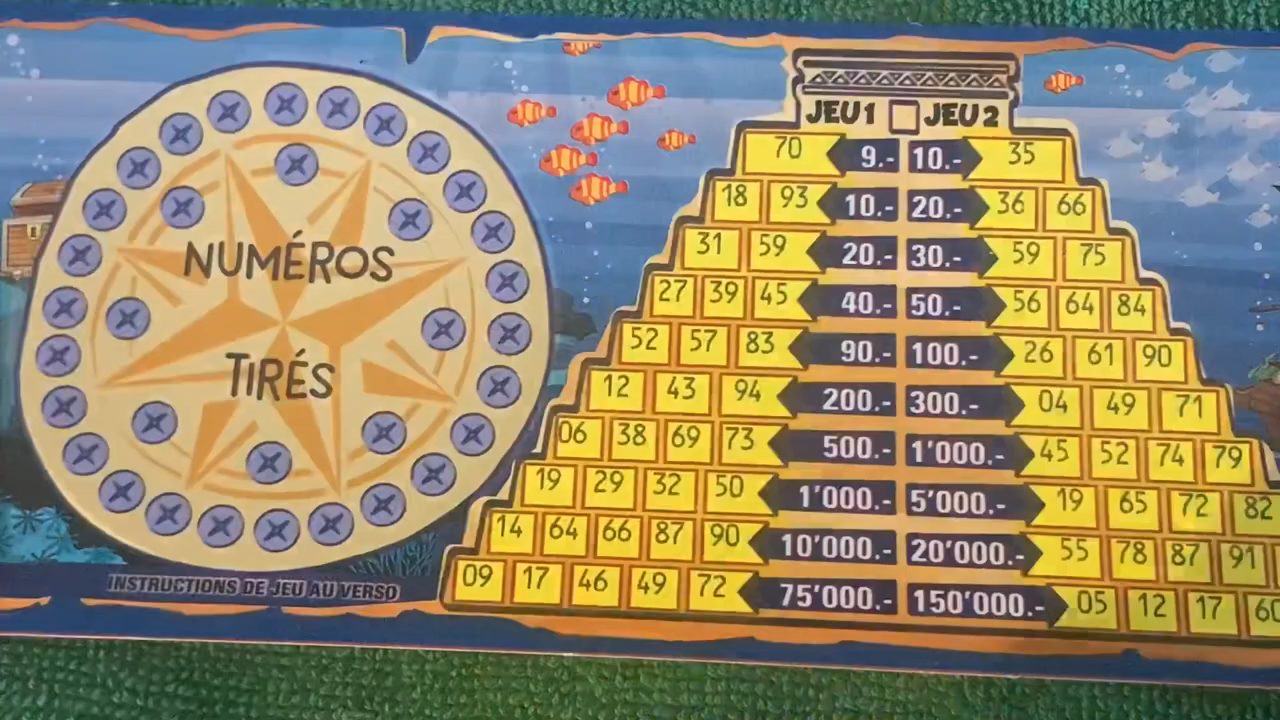 JEU 1 JEU 2
70 9.- 10.- 35
18 93 10.- 20.- 36 66
31 59 20.- 30.- 59 75
27 39 45 40.- 50.- 56 64 84
52 57 83 90.- 100.- 26 61 90
12 43 94 200.- 300.- 04 49 71
06 38 69 73 500.- 1'000.- 45 52 74 79
19 29 32 50 1'000.- 5'000.- 19 65 72 82
14 64 66 87 90 10'000.- 20'000.- 55 78 87 91
09 17 46 49 72 75'000.- 150'000.- 05 12 17
NUMÉROS
TIRÉS
INSTRUCTIONS DE JEU AU VERSO